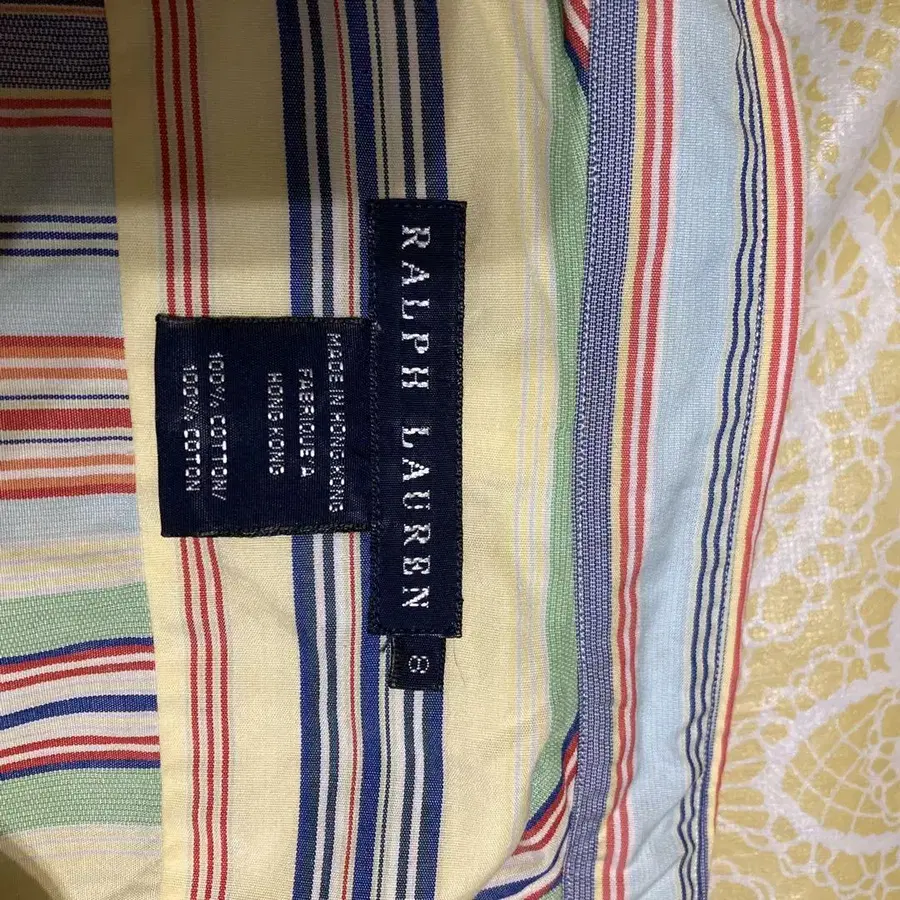 RALPH LAUREN
8
MADE IN HONG KONG
FABRIQUE/A
HONG KONG
100% COTTON/
100% COTON